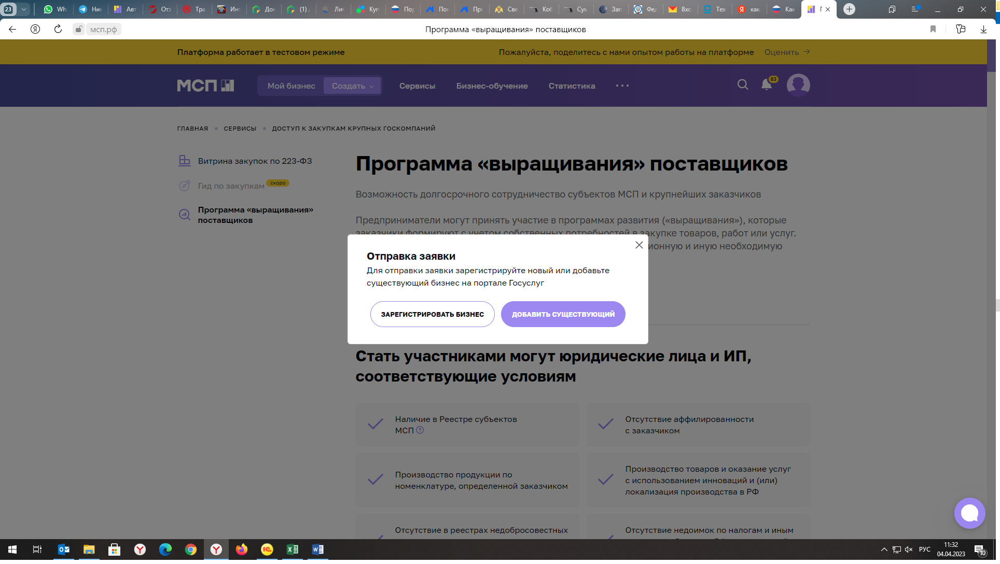 23
Wh
Ник
Авт
Отз
Тра
Инт
Дом
(1)
Лич
Куп
Пор
Пои
Про
Све
Коб
Сум
Зап
Фед
Вхо
Тех
как
Как
мсп.рф
Программа «выращивания» поставщиков
Платформа работает в тестовом режиме
Пожалуйста, поделитесь с нами опытом работы на платформе
Оценить
МСП
Мой бизнес
Создать
Сервисы
Бизнес-обучение
Статистика
83
ГЛАВНАЯ
СЕРВИСЫ
ДОСТУП К ЗАКУПКАМ КРУПНЫХ ГОСКОМПАНИЙ
Витрина закупок по 223-ФЗ
Гид по закупкам
скоро
Программа «выращивания»
поставщиков
Программа «выращивания» поставщиков
Возможность долгосрочного сотрудничество субъектов МСП и крупнейших заказчиков
Предприниматели могут принять участие в программах развития («выращивания»), которые
заказчики формируют с учетом собственных потребностей в закупке товаров, работ или услуг.
ионную и иную необходимую
Отправка заявки
Для отправки заявки зарегистрируйте новый или добавьте
существующий бизнес на портале Госуслуг
ЗАРЕГИСТРИРОВАТЬ БИЗНЕС
ДОБАВИТЬ СУЩЕСТВУЮЩИЙ
Стать участниками могут юридические лица и ИП,
соответствующие условиям
Наличие в Реестре субъектов
МСП
Отсутствие аффилированности
с заказчиком
Производство продукции по
номенклатуре, определенной заказчиком
Производство товаров и оказание услуг
с использованием инноваций и (или)
локализация производства в РФ
Отсутствие в реестрах недобросовестных
Отсутствие недоимок по налогам и иным
РУС
11:32
04.04.2023
10